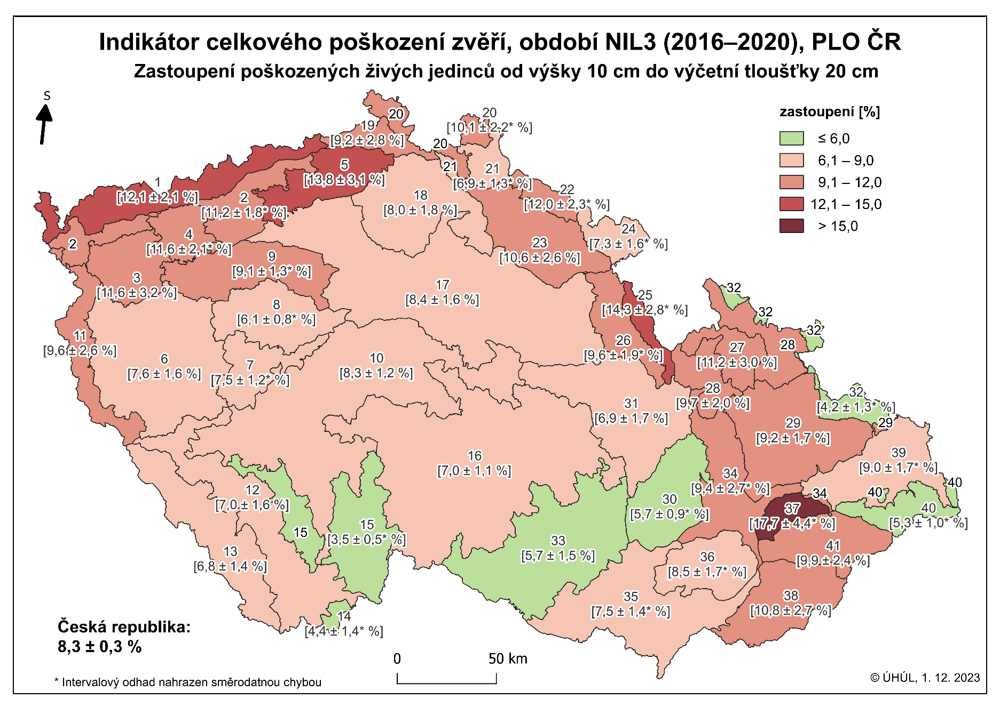 Indikátor celkového poškození zvěří, období NIL3 (2016–2020), PLO ČR
Zastoupení poškozených živých jedinců od výšky 10 cm do výčetní tloušťky 20 cm
S
zastoupení [%]
≤ 6,0
6,1 – 9,0
9,1 – 12,0
12,1 – 15,0
> 15,0
20
20
[10,1 ± 2,2* %]
19
[9,2 ± 2,8 %]
20
21
21
[6,9 ± 1,3* %]
5
[13,8 ± 3,1 %]
1
[12,1 ± 2,1 %]
2
[11,2 ± 1,8* %]
18
[8,0 ± 1,8 %]
22
[12,0 ± 2,3* %]
24
[7,3 ± 1,6* %]
2
4
[11,6 ± 2,1* %]
23
[10,6 ± 2,6 %]
9
[9,1 ± 1,3* %]
3
[11,6 ± 3,2 %]
17
[8,4 ± 1,6 %]
25
[14,3 ± 2,8* %]
32
32
32
8
[6,1 ± 0,8* %]
11
[9,6 ± 2,6 %]
26
[9,6 ± 1,9* %]
27
[11,2 ± 3,0 %]
28
6
[7,6 ± 1,6 %]
7
[7,5 ± 1,2* %]
10
[8,3 ± 1,2 %]
28
[9,7 ± 2,0 %]
32
[4,2 ± 1,3* %]
31
[6,9 ± 1,7 %]
29
[9,2 ± 1,7 %]
29
16
[7,0 ± 1,1 %]
39
[9,0 ± 1,7* %]
34
[9,4 ± 2,7* %]
40
40
34
12
[7,0 ± 1,6 %]
30
[5,7 ± 0,9* %]
37
[17,7 ± 4,4* %]
40
[5,3 ± 1,0* %]
15
15
[3,5 ± 0,5* %]
33
[5,7 ± 1,5 %]
13
[6,8 ± 1,4 %]
36
[8,5 ± 1,7* %]
41
[9,9 ± 2,4 %]
35
[7,5 ± 1,4* %]
38
[10,8 ± 2,7 %]
14
[4,4 ± 1,4* %]
Česká republika:
8,3 ± 0,3 %
0 50 km
* Intervalový odhad nahrazen směrodatnou chybou
© ÚHÚL, 1. 12. 2023